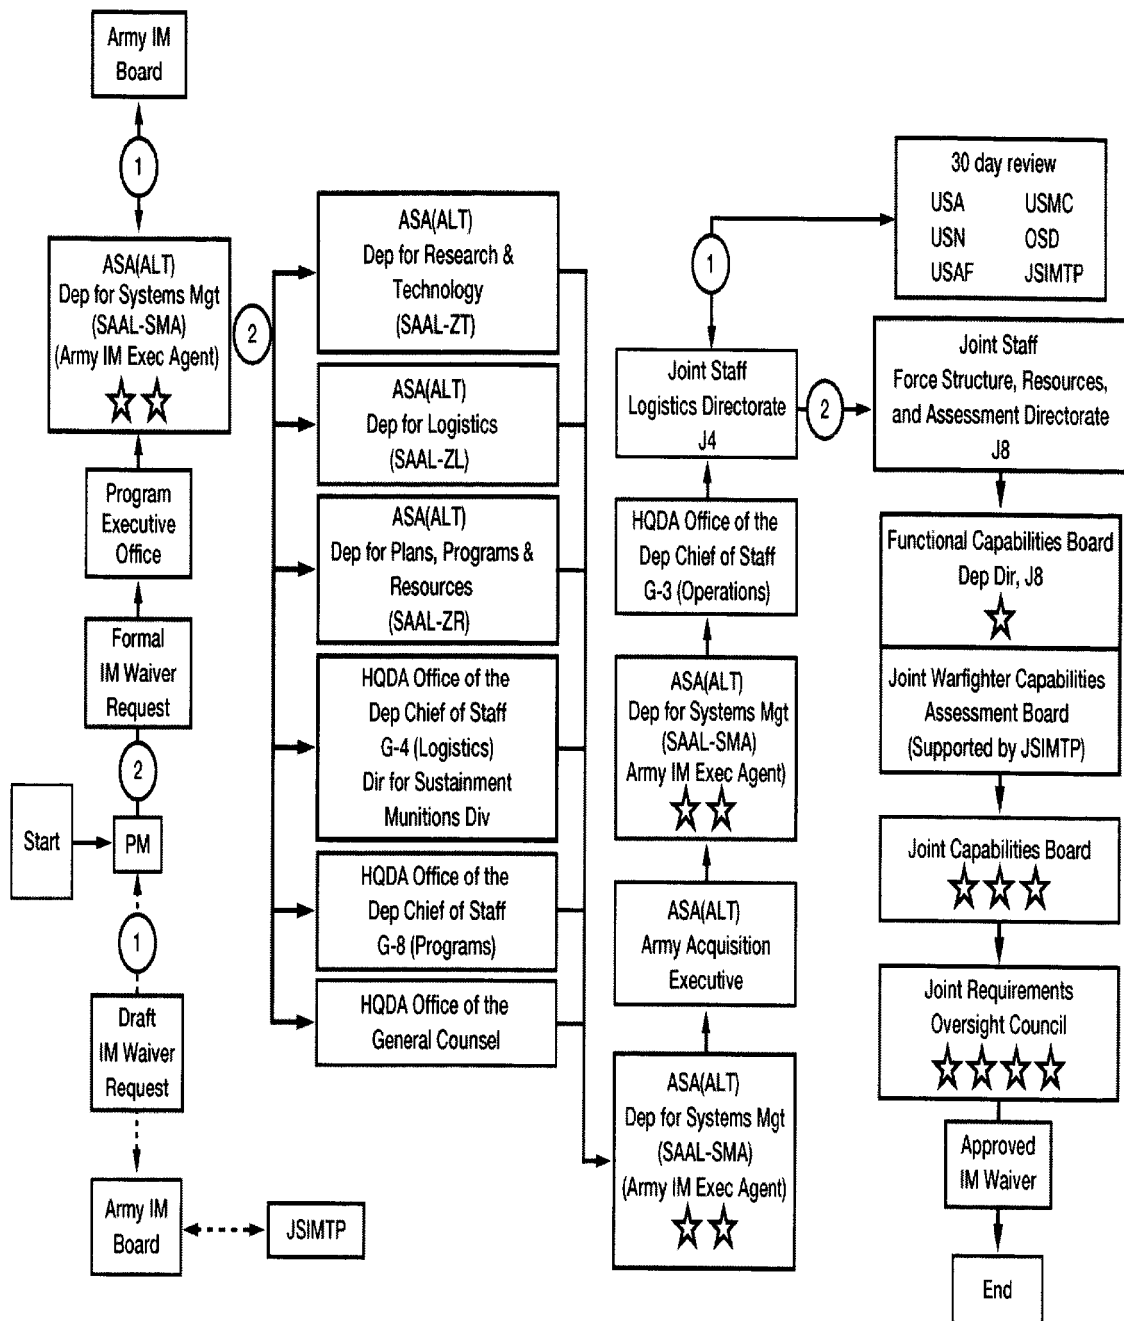 Army IM
Board
1
ASA(ALT)
Dep for Systems Mgt
(SAAL-SMA)
(Army IM Exec Agent)
Program
Executive
Office
Formal
IM Waiver
Request
2
Start
PM
1
Draft
IM Waiver
Request
Army IM
Board
JSIMTP
2
ASA(ALT)
Dep for Research &
Technology
(SAAL-ZT)
ASA(ALT)
Dep for Logistics
(SAAL-ZL)
ASA(ALT)
Dep for Plans, Programs &
Resources
(SAAL-ZR)
HQDA Office of the
Dep Chief of Staff
G-4 (Logistics)
Dir for Sustainment
Munitions Div
HQDA Office of the
Dep Chief of Staff
G-8 (Programs)
HQDA Office of the
General Counsel
1
Joint Staff
Logistics Directorate
J4
HQDA Office of the
Dep Chief of Staff
G-3 (Operations)
ASA(ALT)
Dep for Systems Mgt
(SAAL-SMA)
Army IM Exec Agent)
ASA(ALT)
Army Acquisition
Executive
ASA(ALT)
Dep for Systems Mgt
(SAAL-SMA)
(Army IM Exec Agent)
2
30 day review
USA USMC
USN OSD
USAF JSIMTP
Joint Staff
Force Structure, Resources,
and Assessment Directorate
J8
Functional Capabilities Board
Dep Dir, J8
Joint Warfighter Capabilities
Assessment Board
(Supported by JSIMTP)
Joint Capabilities Board
Joint Requirements
Oversight Council
Approved
IM Waiver
End